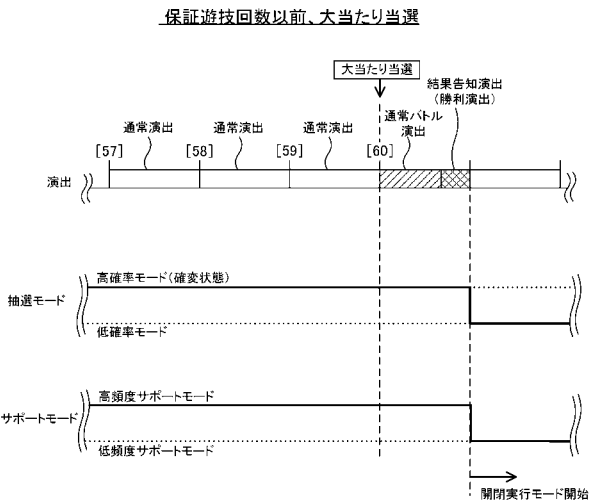 保証遊技回数以前、大当たり当選
大当たり当選
結果告知演出
(勝利演出)
通常演出
通常演出
通常演出
通常バトル
演出
[57]
[58]
[59]
[60]
演出
高確率モード(確変状態)
抽選モード
低確率モード
高頻度サポートモード
サポートモード
低頻度サポートモード
開閉実行モード開始